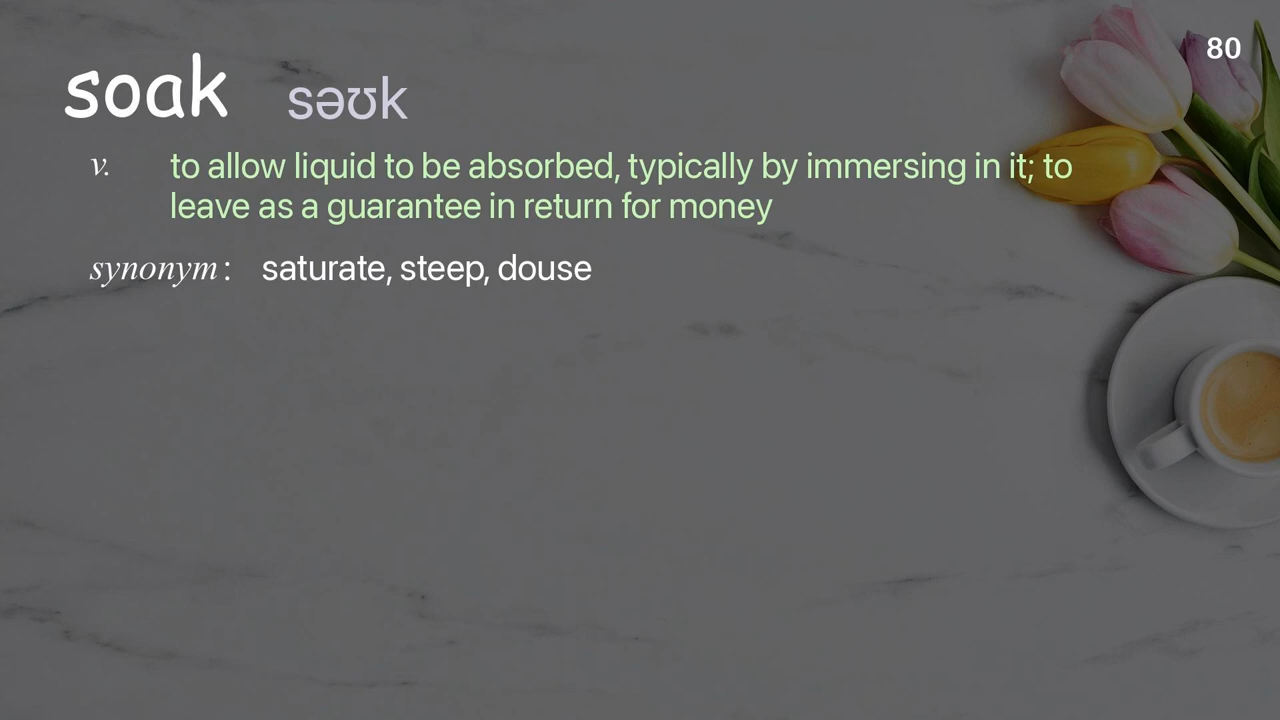 80
soak səʊk
v. to allow liquid to be absorbed, typically by immersing in it; to
leave as a guarantee in return for money
synonym: saturate, steep, douse